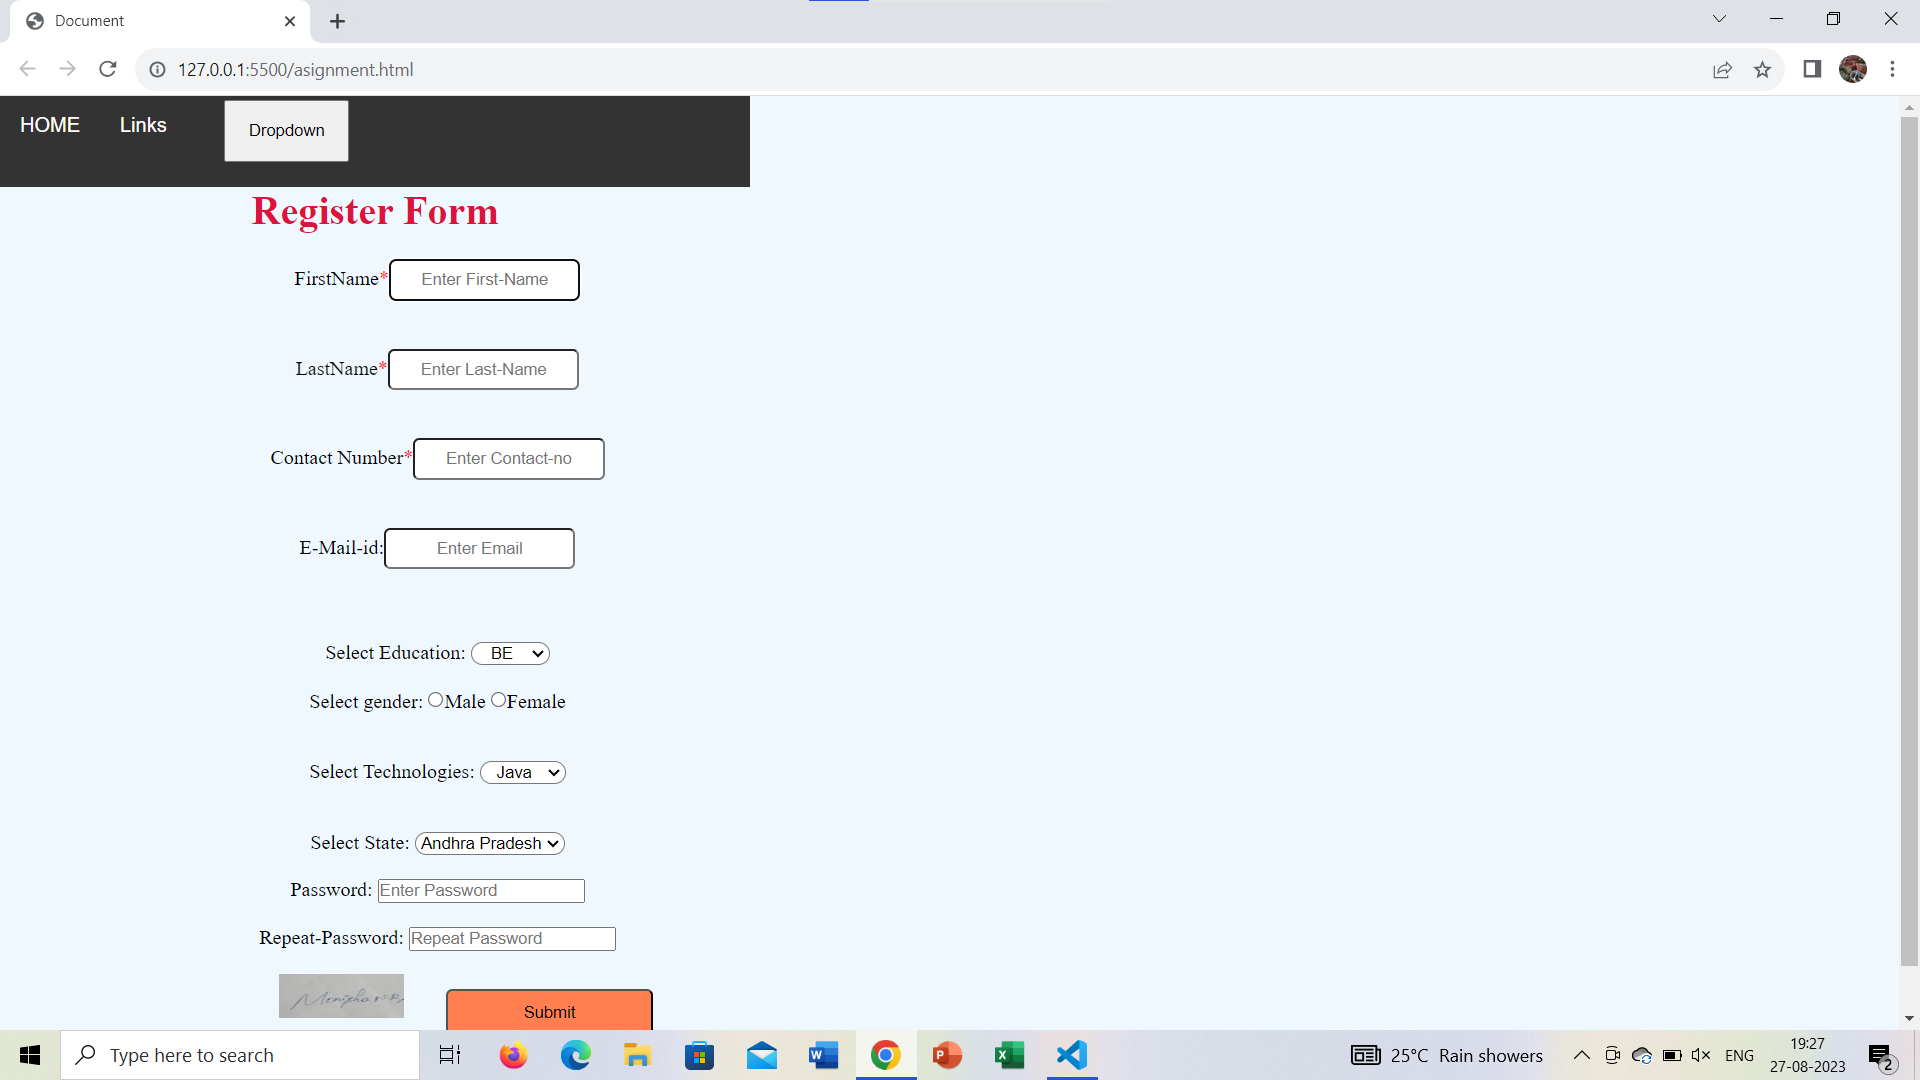 Document
127.0.0.1:5500/asignment.html
HOME Links Dropdown
Register Form
FirstName* Enter First-Name
LastName* Enter Last-Name
Contact Number* Enter Contact-no
E-Mail-id: Enter Email
Select Education: BE
Select gender: Male Female
Select Technologies: Java
Select State: Andhra Pradesh
Password: Enter Password
Repeat-Password: Repeat Password
Submit
Type here to search
25°C Rain showers
ENG
19:27
27-08-2023
2